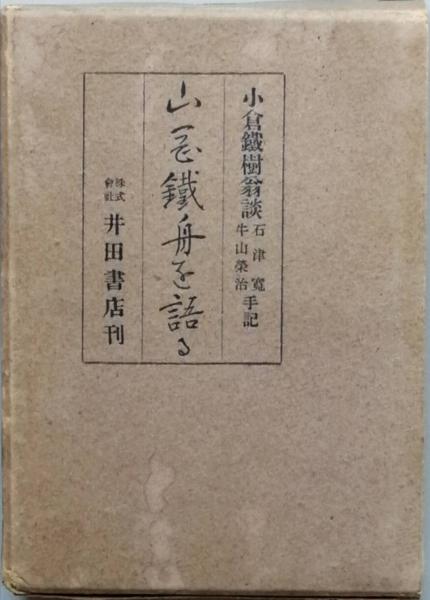 小倉鐵樹翁談 石津寛 牛山榮治 手記
山岡鐵舟を語る
株式會社 井田書店刊